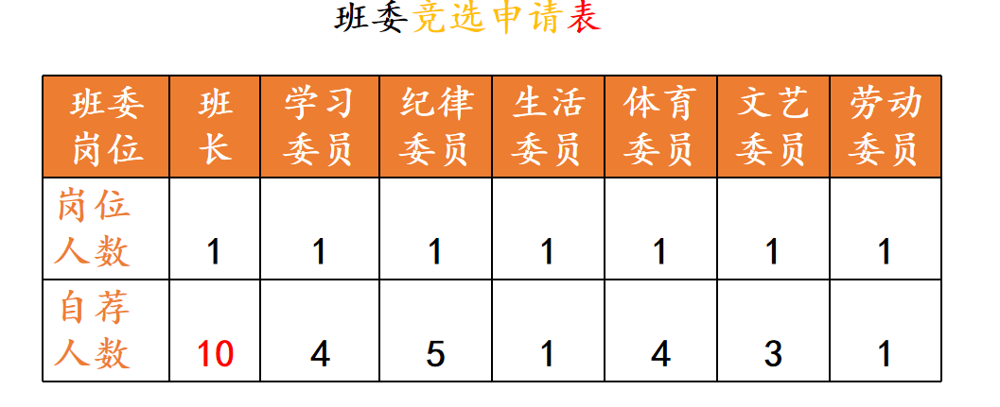 班委竞选申请表
班委岗位 班长 学习委员 纪律委员 生活委员 体育委员 文艺委员 劳动委员
岗位人数 1 1 1 1 1 1 1
自荐人数 10 4 5 1 4 3 1